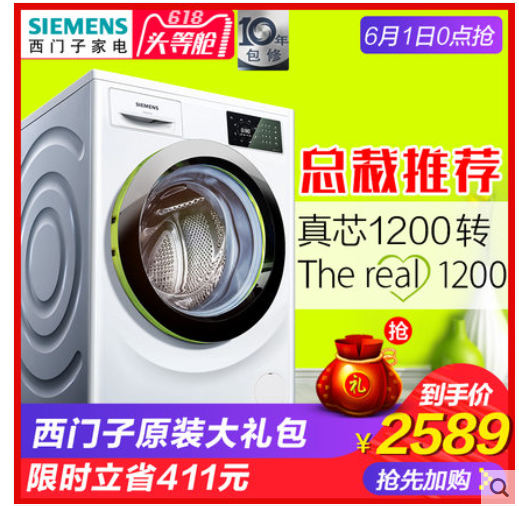 SIEMENS
西门子家电
618
头等舱
10年
包修
6月1日0点抢
SIEMENS
总裁推荐
真芯1200转
The real 1200
抢
礼
到手价
¥2589
西门子原装大礼包
限时立省411元
抢先加购